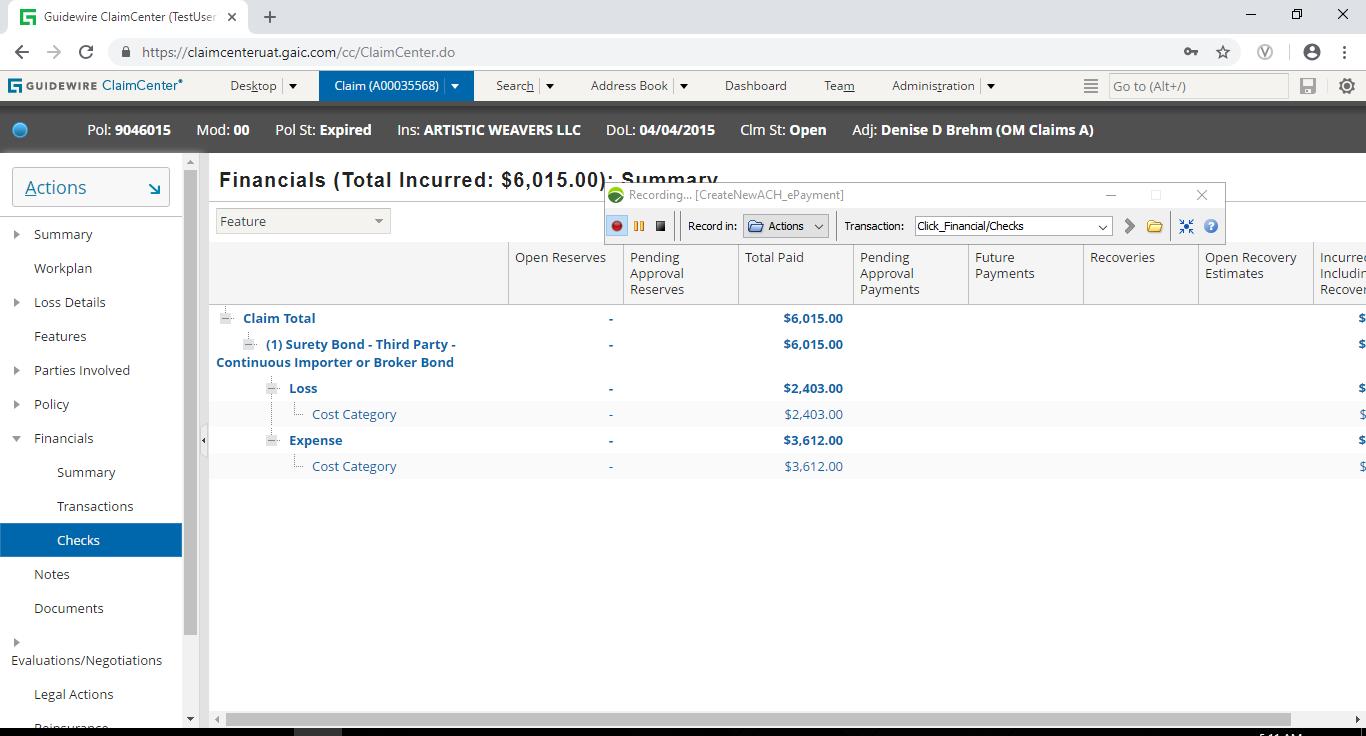 Guidewire ClaimCenter (TestUser
https://claimcenteruat.gaic.com/cc/ClaimCenter.do
GUIDEWIRE ClaimCenter® Desktop Claim (A00035568) Search Address Book Dashboard Team Administration Go to (Alt+/)
Pol: 9046015 Mod: 00 Pol St: Expired Ins: ARTISTIC WEAVERS LLC DoL: 04/04/2015 Clm St: Open Adj: Denise D Brehm (OM Claims A)
Actions
Summary
Workplan
Loss Details
Features
Parties Involved
Policy
Financials
Summary
Transactions
Checks
Notes
Documents
Evaluations/Negotiations
Legal Actions
Reinsurance
Financials (Total Incurred: $6,015.00): Summary
Recording... [CreateNewACH_ePayment]
Record in: Actions Transaction: Click_Financial/Checks
Feature
Open Reserves
Pending
Approval
Reserves
Total Paid
Pending
Approval
Payments
Future
Payments
Recoveries
Open Recovery
Estimates
Incurred
Includin
Recover
Claim Total - $6,015.00 $
(1) Surety Bond - Third Party - - $6,015.00 $
Continuous Importer or Broker Bond
Loss - $2,403.00 $
Cost Category - $2,403.00 $
Expense - $3,612.00 $
Cost Category - $3,612.00 $
5:11 AM